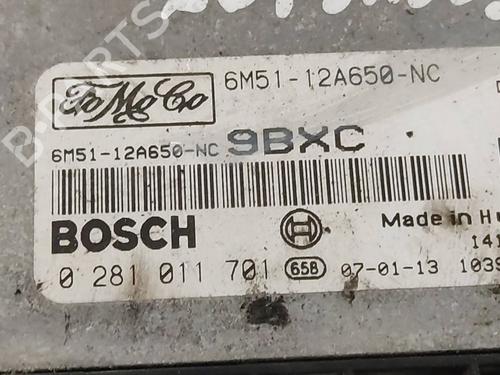 FoMoCo
6M51-12A650-NC
6M51-12A650-NC 9BXC
BOSCH
Made in H
0 281 011 701 658 07-01-13 1039
141